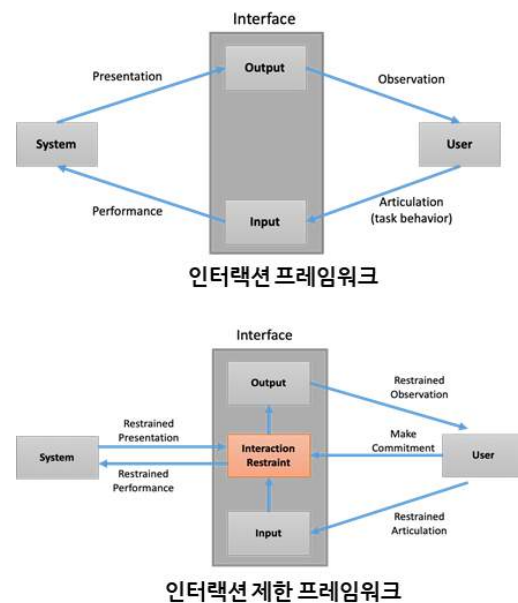 Interface
Output
Presentation
Observation
System
User
Performance
Articulation
(task behavior)
Input
인터랙션 프레임워크
Interface
Output
Restrained
Observation
Restrained
Presentation
Make
Commitment
System
Interaction
Restraint
User
Restrained
Performance
Input
Restrained
Articulation
인터랙션 제한 프레임워크